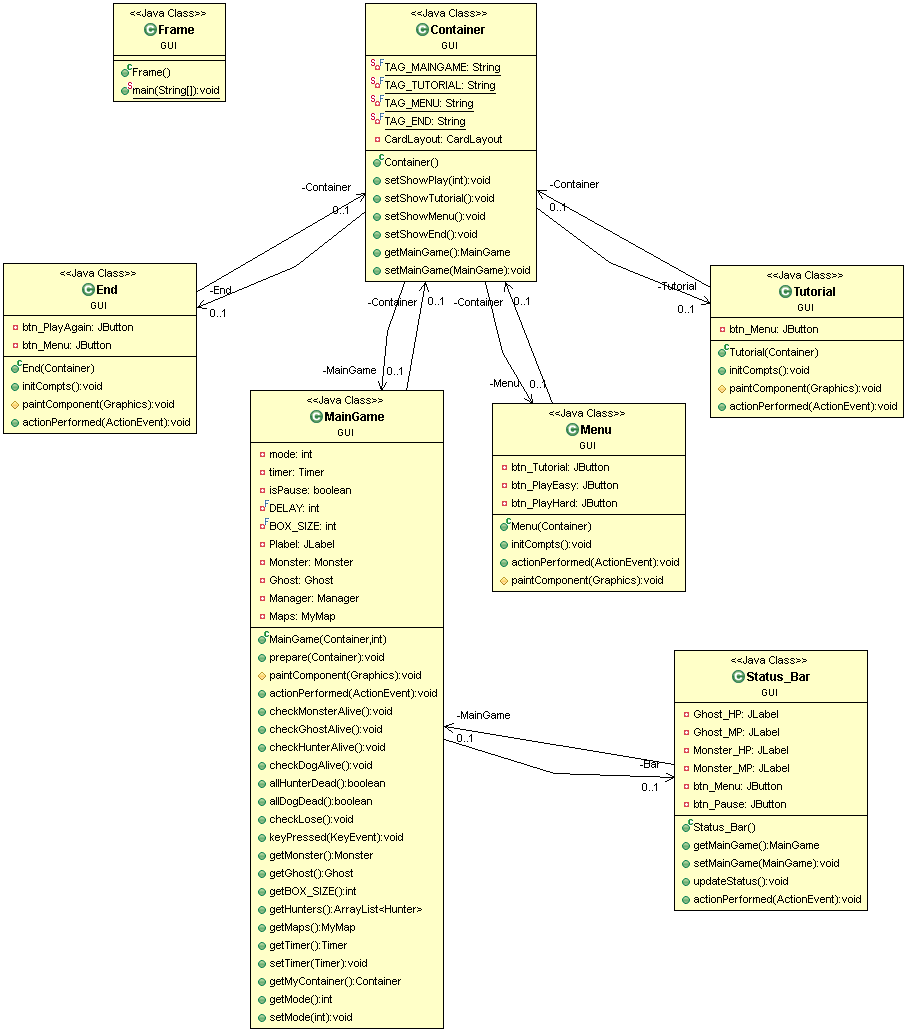 <<Java Class>>
Frame
GUI
Frame()
main(String[]):void
<<Java Class>>
Container
GUI
TAG_MAINGAME: String
TAG_TUTORIAL: String
TAG_MENU: String
TAG_END: String
CardLayout: CardLayout
Container()
setShowPlay(int):void
setShowTutorial():void
setShowMenu():void
setShowEnd():void
getMainGame():MainGame
setMainGame(MainGame):void
-Container
0..1
-End
0..1
-Container
0..1
-Tutorial
0..1
-Container
0..1
-MainGame
0..1
-Container
0..1
-Menu
0..1
<<Java Class>>
End
GUI
btn_PlayAgain: JButton
btn_Menu: JButton
End(Container)
initCompts():void
paintComponent(Graphics):void
actionPerformed(ActionEvent):void
<<Java Class>>
Tutorial
GUI
btn_Menu: JButton
Tutorial(Container)
initCompts():void
paintComponent(Graphics):void
actionPerformed(ActionEvent):void
<<Java Class>>
MainGame
GUI
mode: int
timer: Timer
isPause: boolean
DELAY: int
BOX_SIZE: int
Plabel: JLabel
Monster: Monster
Ghost: Ghost
Manager: Manager
Maps: MyMap
MainGame(Container,int)
prepare(Container):void
paintComponent(Graphics):void
actionPerformed(ActionEvent):void
checkMonsterAlive():void
checkGhostAlive():void
checkHunterAlive():void
checkDogAlive():void
allHunterDead():boolean
allDogDead():boolean
checkLose():void
keyPressed(KeyEvent):void
getMonster():Monster
getGhost():Ghost
getBOX_SIZE():int
getHunters():ArrayList<Hunter>
getMaps():MyMap
getTimer():Timer
setTimer(Timer):void
getMyContainer():Container
getMode():int
setMode(int):void
<<Java Class>>
Menu
GUI
btn_Tutorial: JButton
btn_PlayEasy: JButton
btn_PlayHard: JButton
Menu(Container)
initCompts():void
actionPerformed(ActionEvent):void
paintComponent(Graphics):void
-MainGame
0..1
-Bar
0..1
<<Java Class>>
Status_Bar
GUI
Ghost_HP: JLabel
Ghost_MP: JLabel
Monster_HP: JLabel
Monster_MP: JLabel
btn_Menu: JButton
btn_Pause: JButton
Status_Bar()
getMainGame():MainGame
setMainGame(MainGame):void
updateStatus():void
actionPerformed(ActionEvent):void